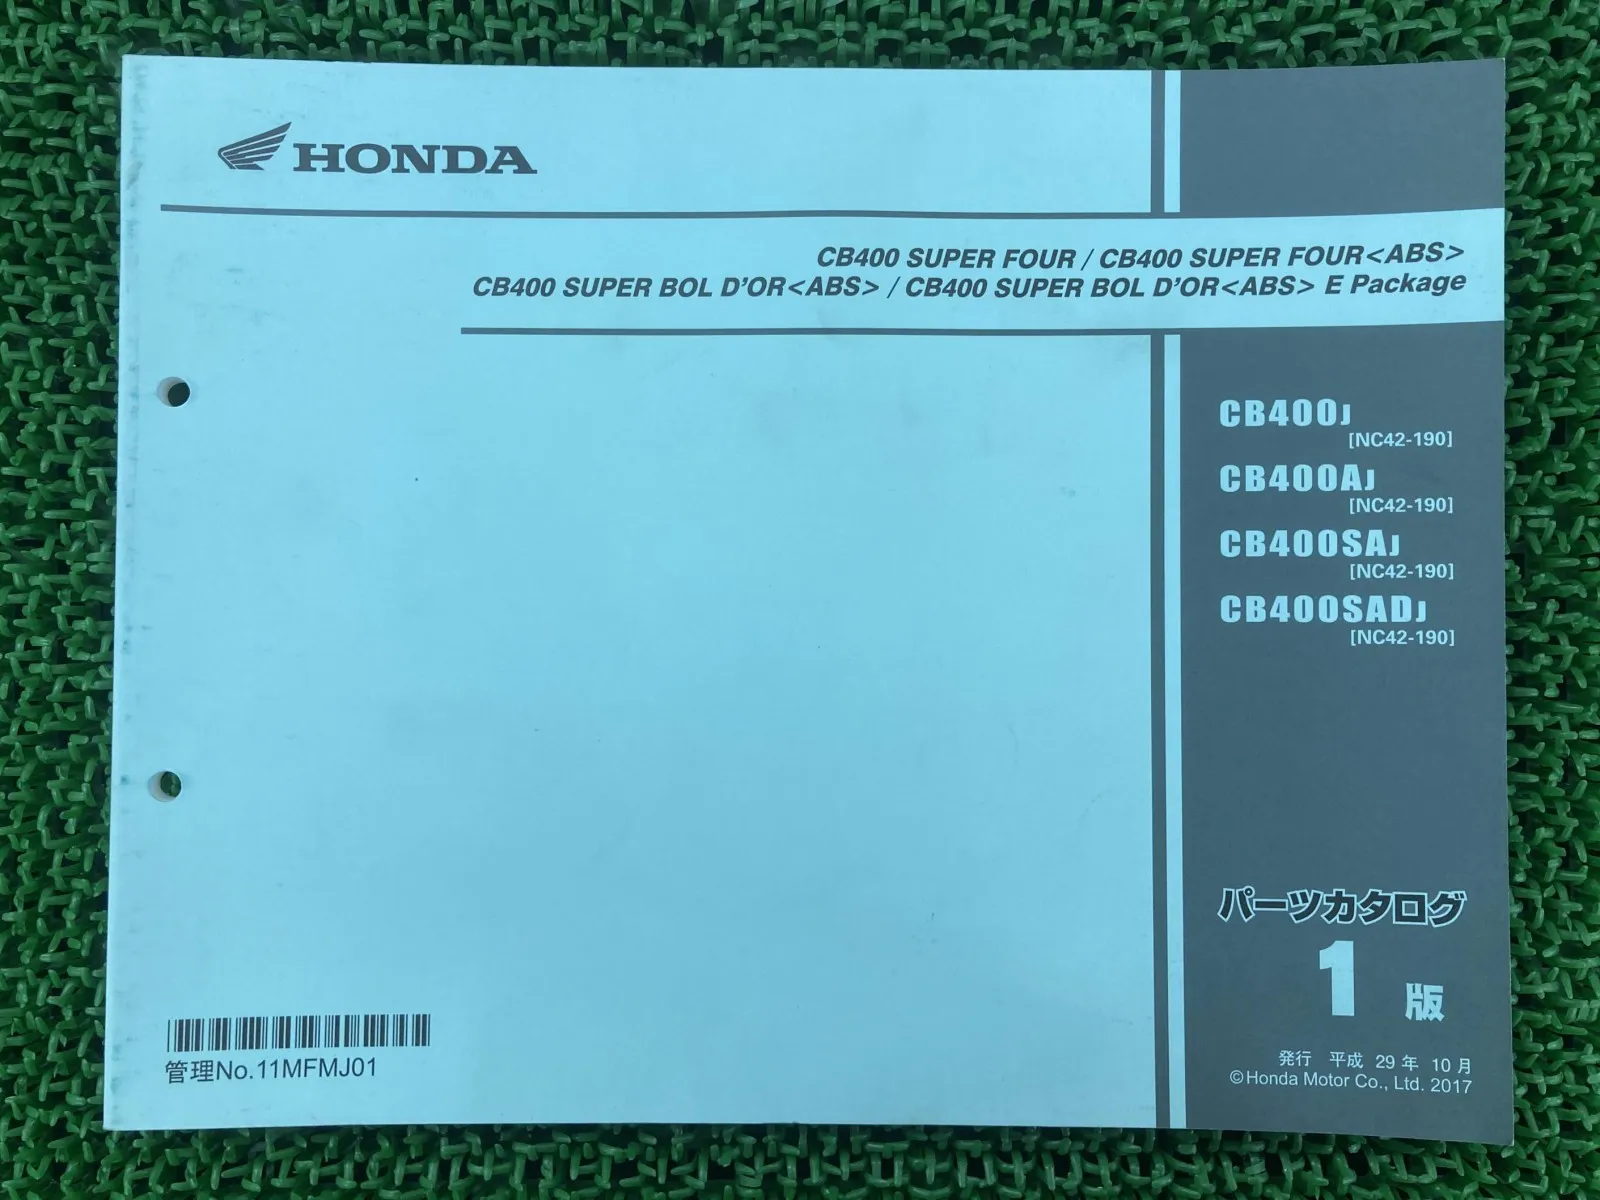 HONDA
CB400 SUPER FOUR / CB400 SUPER FOUR<ABS>
CB400 SUPER BOL D'OR<ABS> / CB400 SUPER BOL D'OR<ABS> E Package
CB400J
[NC42-190]
CB400AJ
[NC42-190]
CB400SAJ
[NC42-190]
CB400SADJ
[NC42-190]
パーツカタログ
1 版
発行 平成 29 年 10 月
©Honda Motor Co., Ltd. 2017
管理No.11MFMJ01